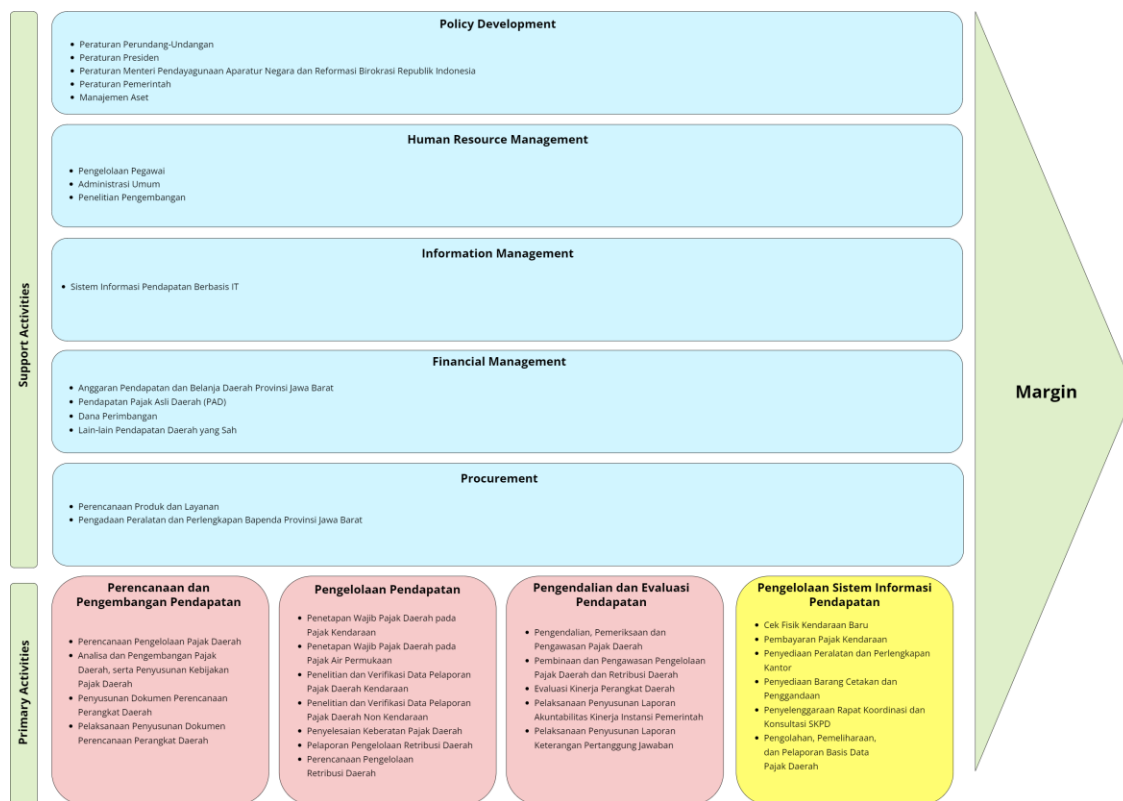 Support Activities
Policy Development
Peraturan Perundang-Undangan
Peraturan Presiden
Peraturan Menteri Pendayagunaan Aparatur Negara dan Reformasi Birokrasi Republik Indonesia
Peraturan Pemerintah
Manajemen Aset
Human Resource Management
Pengelolaan Pegawai
Administrasi Umum
Penelitian Pengembangan
Information Management
Sistem Informasi Pendapatan Berbasis IT
Financial Management
Anggaran Pendapatan dan Belanja Daerah Provinsi Jawa Barat
Pendapatan Pajak Asli Daerah (PAD)
Dana Perimbangan
Lain-lain Pendapatan Daerah yang Sah
Procurement
Perencanaan Produk dan Layanan
Pengadaan Peralatan dan Perlengkapan Bapenda Provinsi Jawa Barat
Margin
Primary Activities
Perencanaan dan
Pengembangan Pendapatan
Perencanaan Pengelolaan Pajak Daerah
Analisa dan Pengembangan Pajak
Daerah, serta Penyusunan Kebijakan
Pajak Daerah
Penyusunan Dokumen Perencanaan
Perangkat Daerah
Pelaksanaan Penyusunan Dokumen
Perencanaan Perangkat Daerah
Pengelolaan Pendapatan
Penetapan Wajib Pajak Daerah pada
Pajak Kendaraan
Penetapan Wajib Pajak Daerah pada
Pajak Air Permukaan
Penelitian dan Verifikasi Data Pelaporan
Pajak Daerah Kendaraan
Penelitian dan Verifikasi Data Pelaporan
Pajak Daerah Non Kendaraan
Penyelesaian Keberatan Pajak Daerah
Pelaporan Pengelolaan Retribusi Daerah
Perencanaan Pengelolaan
Retribusi Daerah
Pengendalian dan Evaluasi
Pendapatan
Pengendalian, Pemeriksaan dan
Pengawasan Pajak Daerah
Pembinaan dan Pengawasan Pengelolaan
Pajak Daerah dan Retribusi Daerah
Evaluasi Kinerja Perangkat Daerah
Pelaksanaan Penyusunan Laporan
Akuntabilitas Kinerja Instansi Pemerintah
Pelaksanaan Penyusunan Laporan
Keterangan Pertanggung Jawaban
Pengelolaan Sistem Informasi
Pendapatan
Cek Fisik Kendaraan Baru
Pembayaran Pajak Kendaraan
Penyediaan Peralatan dan Perlengkapan
Kantor
Penyediaan Barang Cetakan dan
Penggandaan
Penyelenggaraan Rapat Koordinasi dan
Konsultasi SKPD
Pengolahan, Pemeliharaan,
dan Pelaporan Basis Data
Pajak Daerah